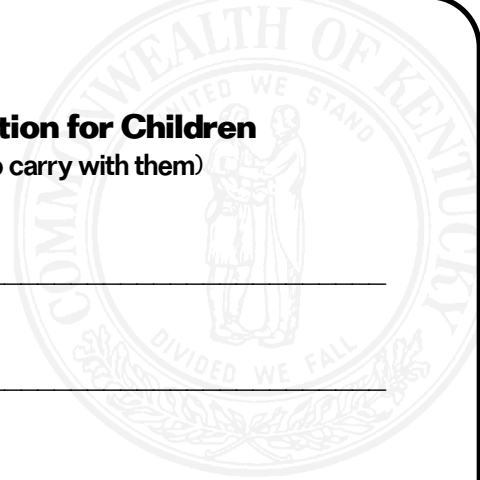 COMMONWEALTH OF KENTUCKY
UNITED WE STAND
tion for Children
carry with them)
DIVIDED WE FALL